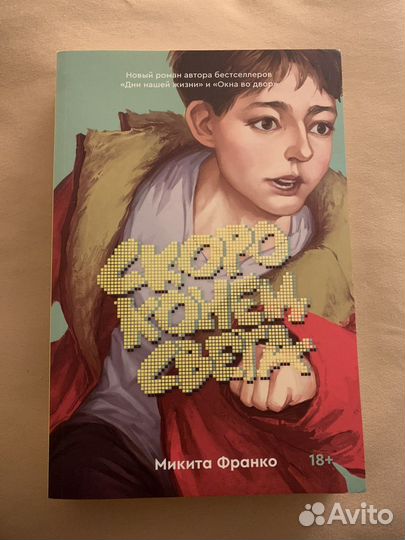 Новый роман автора бестселлеров
«Дни нашей жизни» и «Окна во двор»
СКОРО
КОНЕЦ
СВЕТА
Микита Франко
18+
Avito